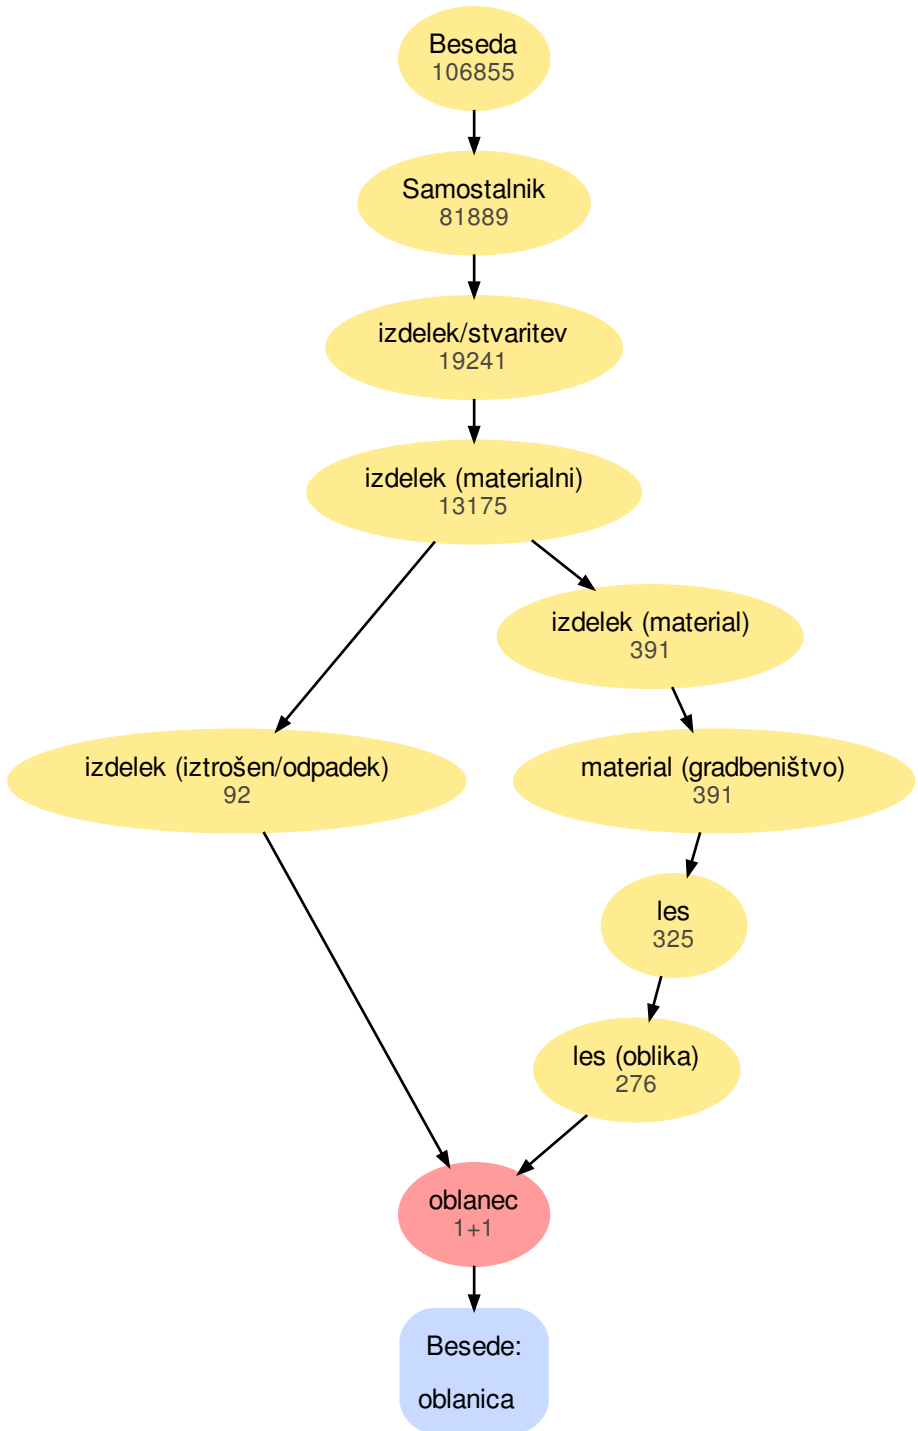 Beseda
106855
Samostalnik
81889
izdelek/stvaritev
19241
izdelek (materialni)
13175
izdelek (material)
391
izdelek (iztrošen/odpadek)
92
material (gradbeništvo)
391
les
325
les (oblika)
276
oblanec
1+1
Besede:
oblanica